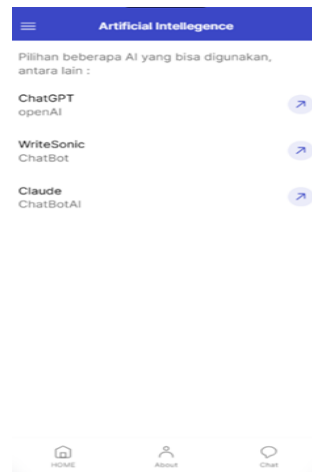 Artificial Intellegence
Pilihan beberapa AI yang bisa digunakan,
antara lain :
ChatGPT
openAI
WriteSonic
ChatBot
Claude
ChatBotAI
HOME
About
Chat